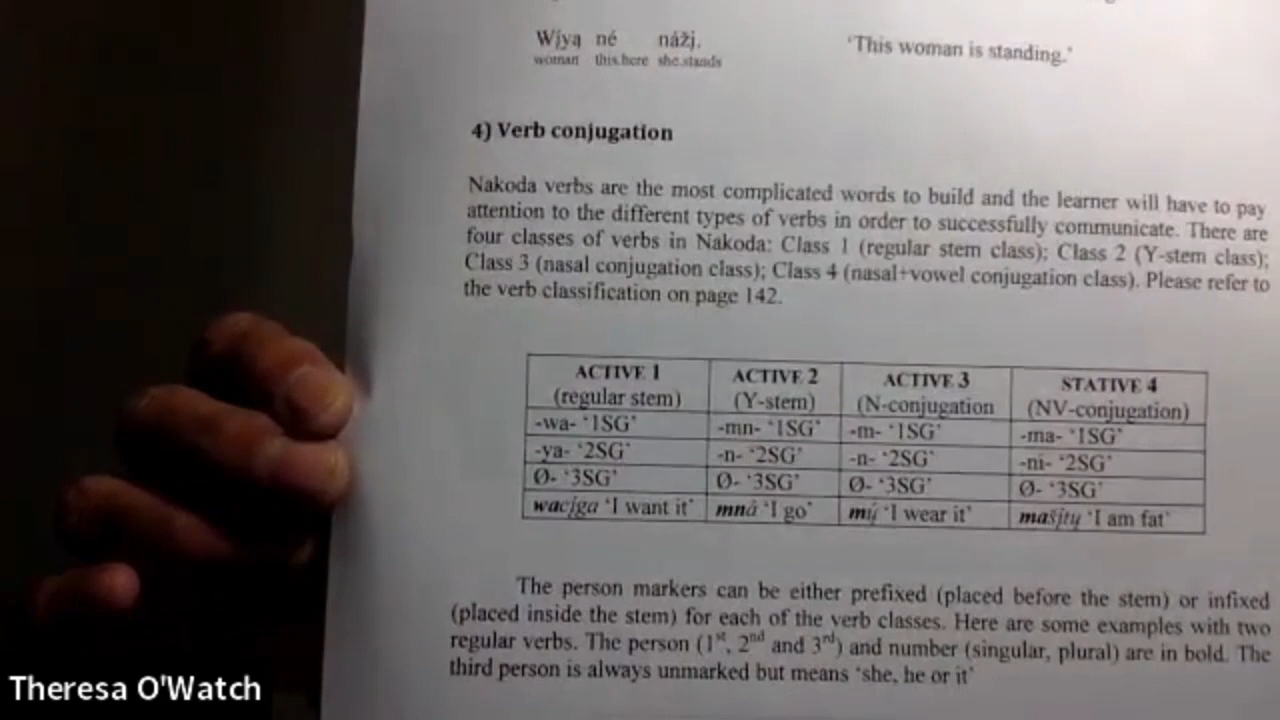 Wį́yą né nážį.
'This woman is standing.'
woman this.here she.stands
4) Verb conjugation
Nakoda verbs are the most complicated words to build and the learner will have to pay
attention to the different types of verbs in order to successfully communicate. There are
four classes of verbs in Nakoda: Class 1 (regular stem class); Class 2 (Y-stem class);
Class 3 (nasal conjugation class); Class 4 (nasal+vowel conjugation class). Please refer to
the verb classification on page 142.
ACTIVE 1 ACTIVE 2 ACTIVE 3 STATIVE 4
(regular stem) (Y-stem) (N-conjugation (NV-conjugation)
-wa- '1SG' -mn- '1SG' -m- '1SG' -ma- '1SG'
-ya- '2SG' -n- '2SG' -n- '2SG' -ni- '2SG'
Ø- '3SG' Ø- '3SG' Ø- '3SG' Ø- '3SG'
wacį́ga 'I want it' mná 'I go' mų́ 'I wear it' mašį́tų 'I am fat'
The person markers can be either prefixed (placed before the stem) or infixed
(placed inside the stem) for each of the verb classes. Here are some examples with two
regular verbs. The person (1st, 2nd and 3rd) and number (singular, plural) are in bold. The
third person is always unmarked but means 'she, he or it'
Theresa O'Watch